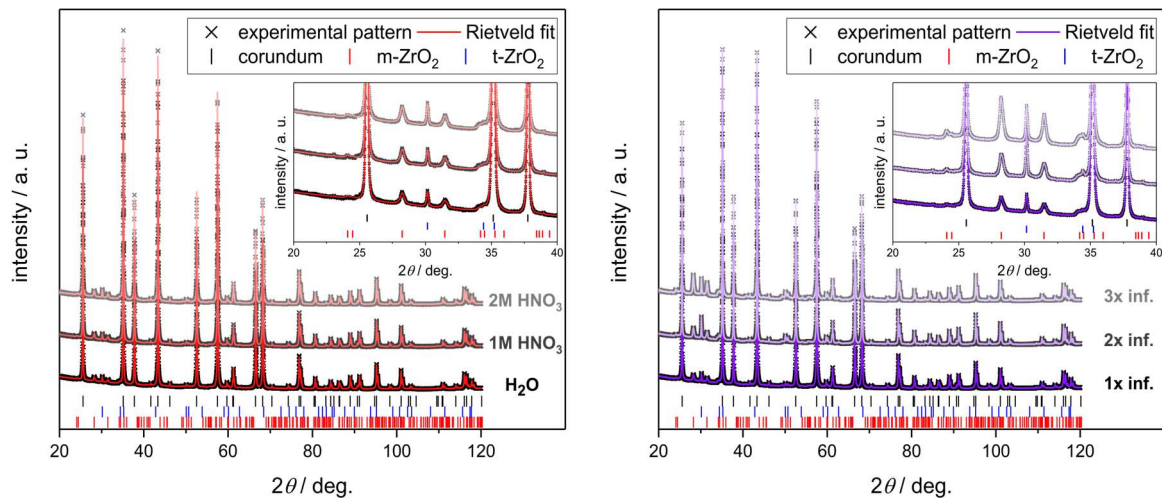 × experimental pattern — Rietveld fit
| corundum | m-ZrO₂ | t-ZrO₂
intensity / a. u.
20 25 30 35 40
2θ / deg.
intensity / a. u.
2M HNO₃
1M HNO₃
H₂O
20 40 60 80 100 120
2θ / deg.
× experimental pattern — Rietveld fit
| corundum | m-ZrO₂ | t-ZrO₂
intensity / a. u.
20 25 30 35 40
2θ / deg.
intensity / a. u.
3x inf.
2x inf.
1x inf.
20 40 60 80 100 120
2θ / deg.